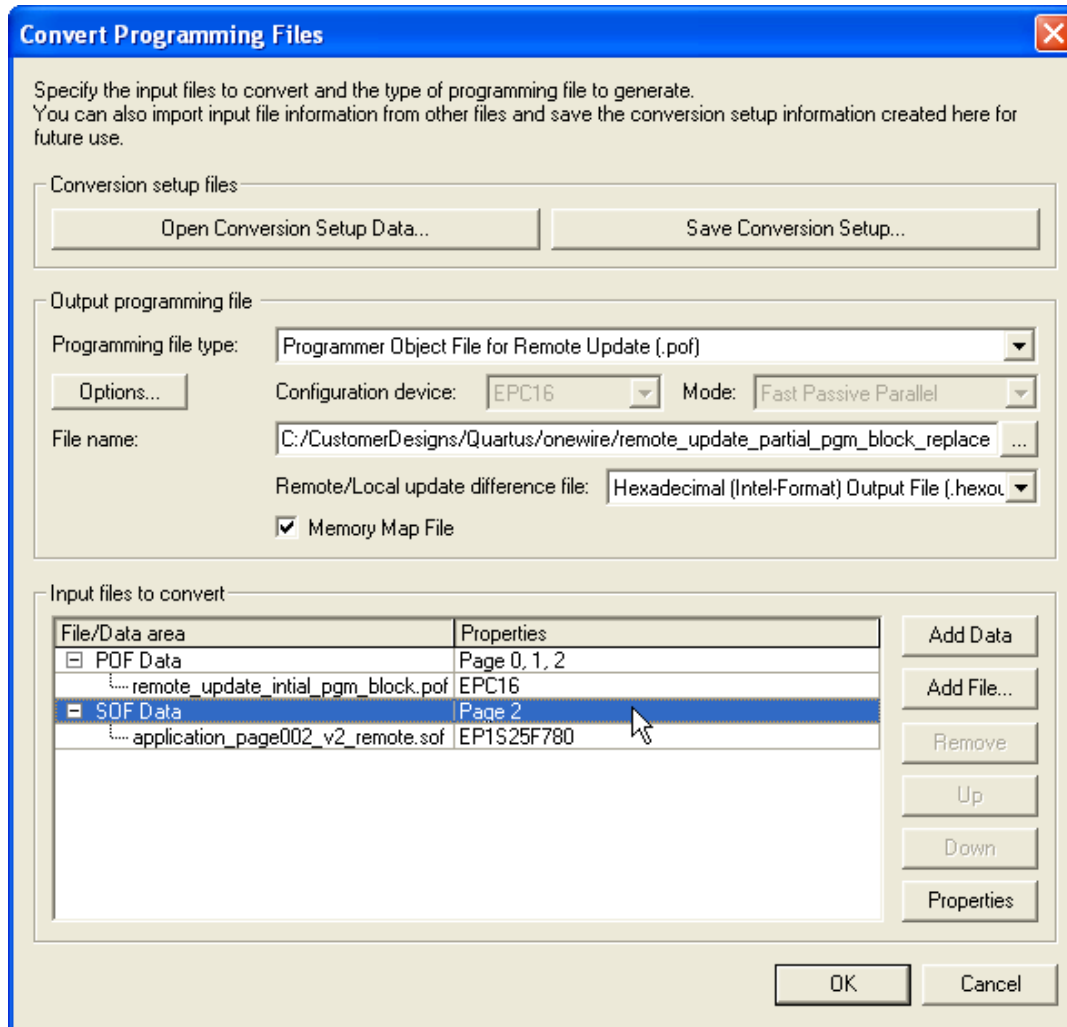 Convert Programming Files
Specify the input files to convert and the type of programming file to generate.
You can also import input file information from other files and save the conversion setup information created here for
future use.
Conversion setup files
Open Conversion Setup Data... Save Conversion Setup...
Output programming file
Programming file type: Programmer Object File for Remote Update (.pof)
Options... Configuration device: EPC16 Mode: Fast Passive Parallel
File name: C:/CustomerDesigns/Quartus/onewire/remote_update_partial_pgm_block_replace ...
Remote/Local update difference file: Hexadecimal (Intel-Format) Output File (.hexou
Memory Map File
Input files to convert
File/Data area Properties
POF Data Page 0, 1, 2
remote_update_intial_pgm_block.pof EPC16
SOF Data Page 2
application_page002_v2_remote.sof EP1S25F780
Add Data
Add File...
Remove
Up
Down
Properties
OK Cancel